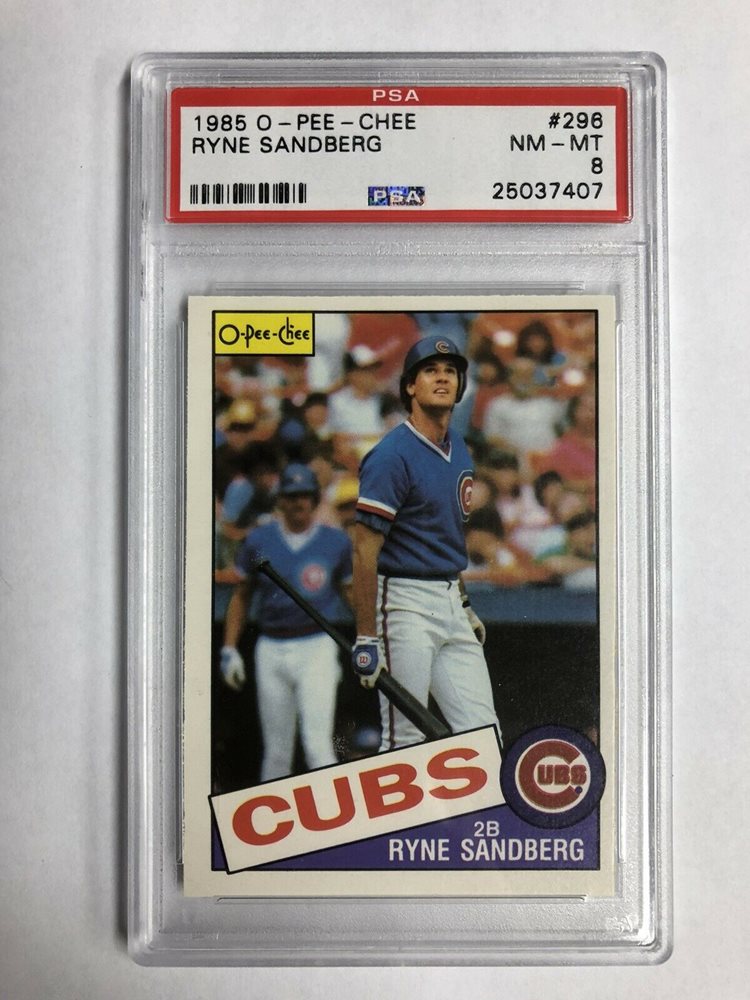 PSA
1985 O-PEE-CHEE #296
RYNE SANDBERG NM-MT
8
PSA 25037407
O-Pee-Chee
C
CUBS
CUBS
2B
RYNE SANDBERG